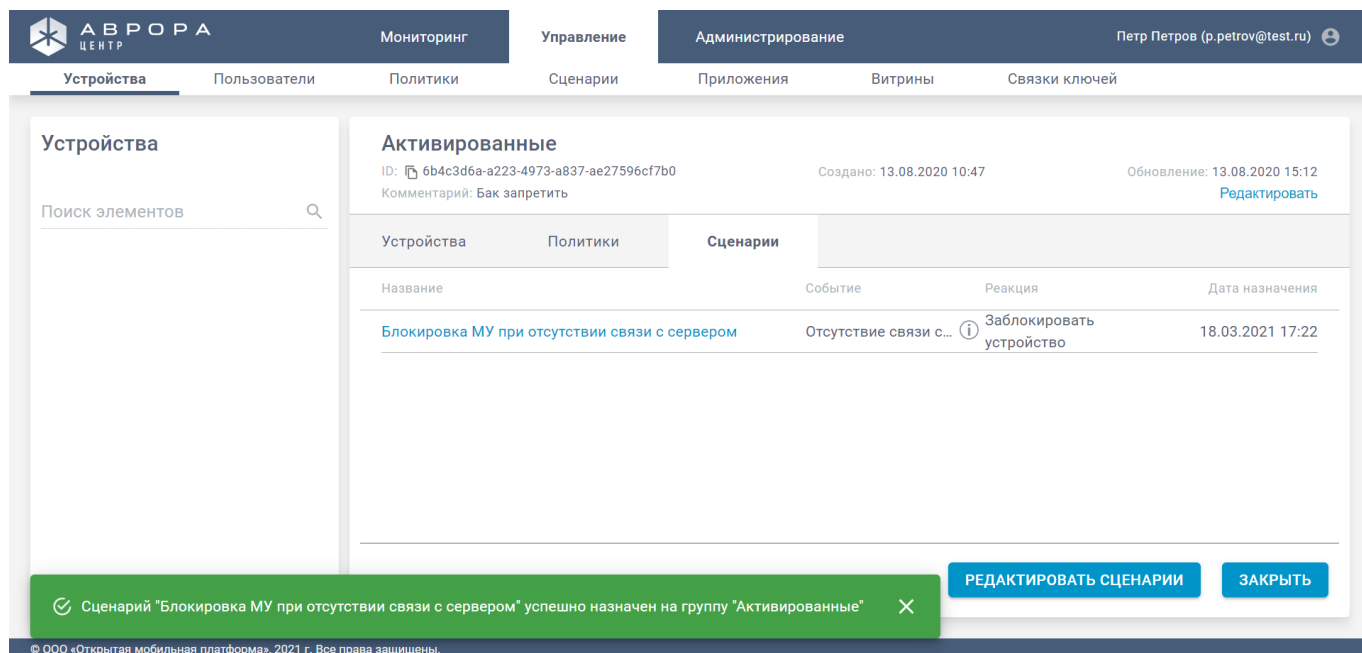 АВРОРА
ЦЕНТР
Мониторинг
Управление
Администрирование
Петр Петров (p.petrov@test.ru)
Устройства
Пользователи
Политики
Сценарии
Приложения
Витрины
Связки ключей
Устройства
Поиск элементов
Активированные
ID: 6b4c3d6a-a223-4973-a837-ae27596cf7b0
Создано: 13.08.2020 10:47
Обновление: 13.08.2020 15:12
Комментарий: Бак запретить
Редактировать
Устройства
Политики
Сценарии
Название
Событие
Реакция
Дата назначения
Блокировка МУ при отсутствии связи с сервером
Отсутствие связи с...
Заблокировать
устройство
18.03.2021 17:22
РЕДАКТИРОВАТЬ СЦЕНАРИИ
ЗАКРЫТЬ
Сценарий "Блокировка МУ при отсутствии связи с сервером" успешно назначен на группу "Активированные"
© ООО «Открытая мобильная платформа», 2021 г. Все права защищены.